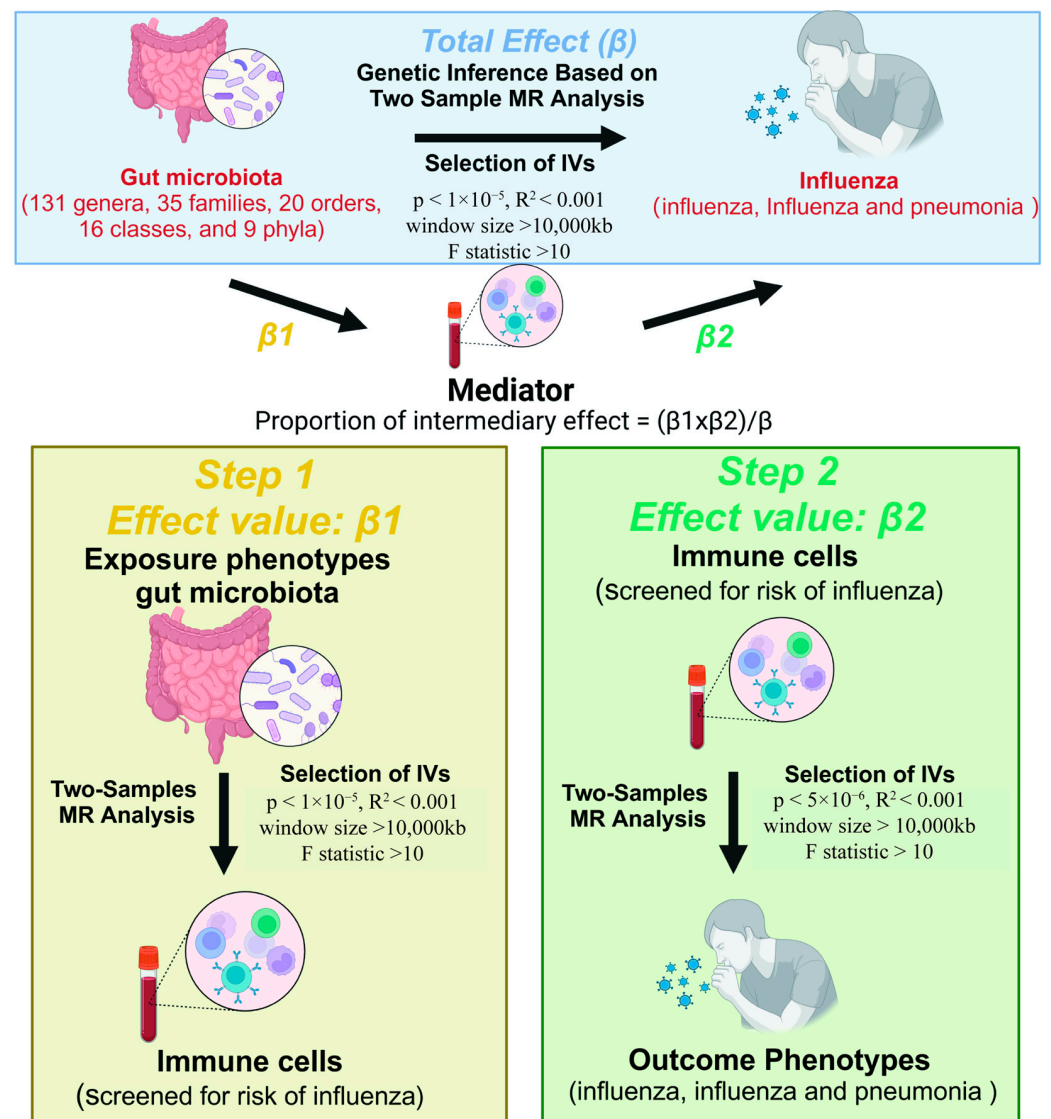 Total Effect (β)
Genetic Inference Based on
Two Sample MR Analysis
Selection of IVs
p < 1×10⁻⁵, R² < 0.001
window size >10,000kb
F statistic >10
Gut microbiota
(131 genera, 35 families, 20 orders,
16 classes, and 9 phyla)
Influenza
(influenza, Influenza and pneumonia )
β1
β2
Mediator
Proportion of intermediary effect = (β1xβ2)/β
Step 1
Effect value: β1
Exposure phenotypes
gut microbiota
Two-Samples
MR Analysis
Selection of IVs
p < 1×10⁻⁵, R² < 0.001
window size >10,000kb
F statistic >10
Immune cells
(screened for risk of influenza)
Step 2
Effect value: β2
Immune cells
(screened for risk of influenza)
Two-Samples
MR Analysis
Selection of IVs
p < 5×10⁻⁶, R² < 0.001
window size > 10,000kb
F statistic > 10
Outcome Phenotypes
(influenza, influenza and pneumonia )